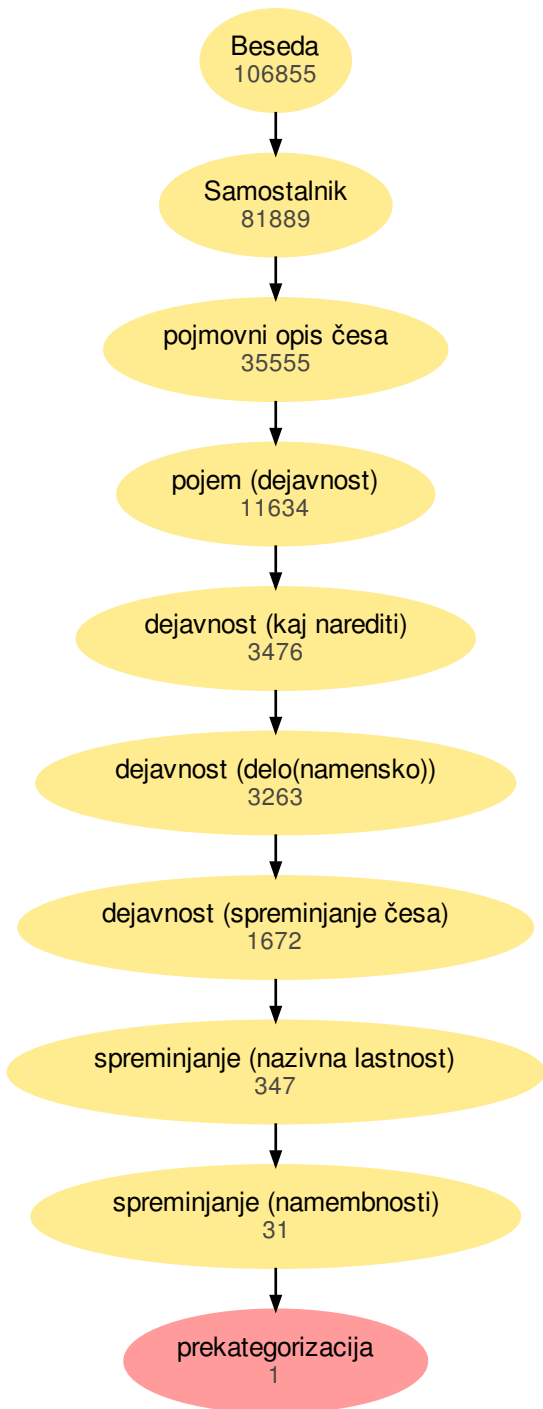 Beseda
106855
Samostalnik
81889
pojmovni opis česa
35555
pojem (dejavnost)
11634
dejavnost (kaj narediti)
3476
dejavnost (delo(namensko))
3263
dejavnost (spreminjanje česa)
1672
spreminjanje (nazivna lastnost)
347
spreminjanje (namembnosti)
31
prekategorizacija
1